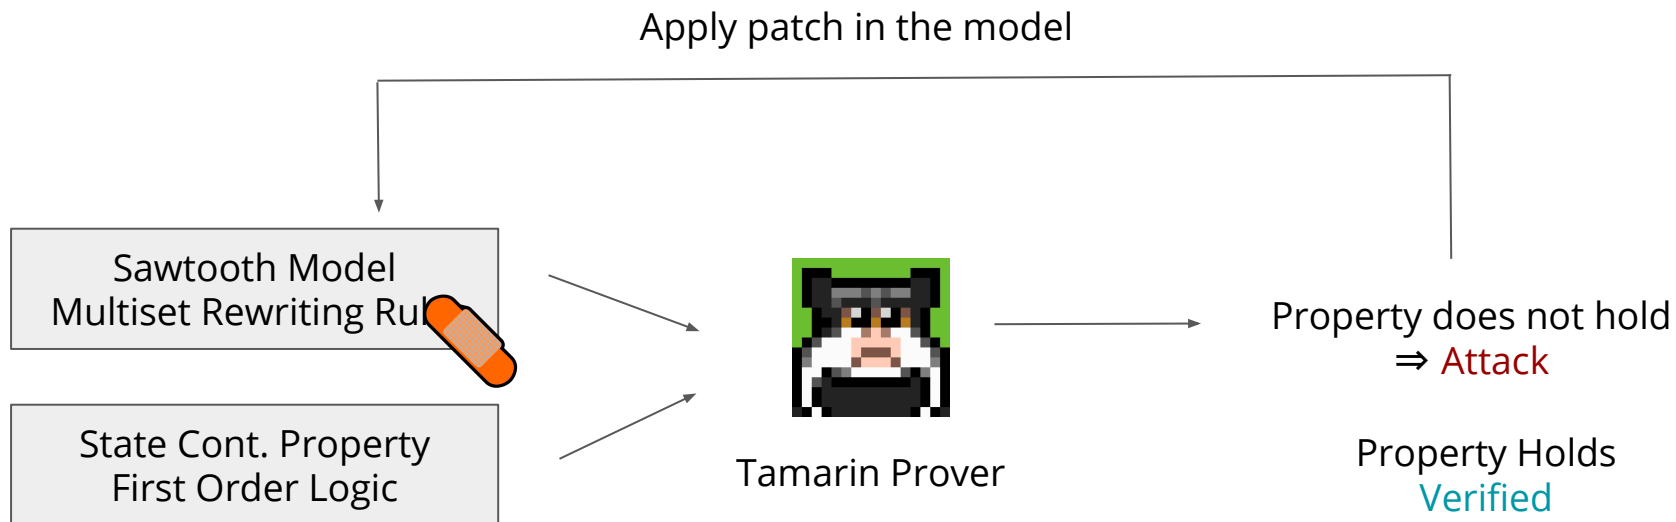 Apply patch in the model
Sawtooth Model
Multiset Rewriting
State Cont. Property
First Order Logic
Tamarin Prover
Property does not hold
⇒ Attack
Property Holds
Verified